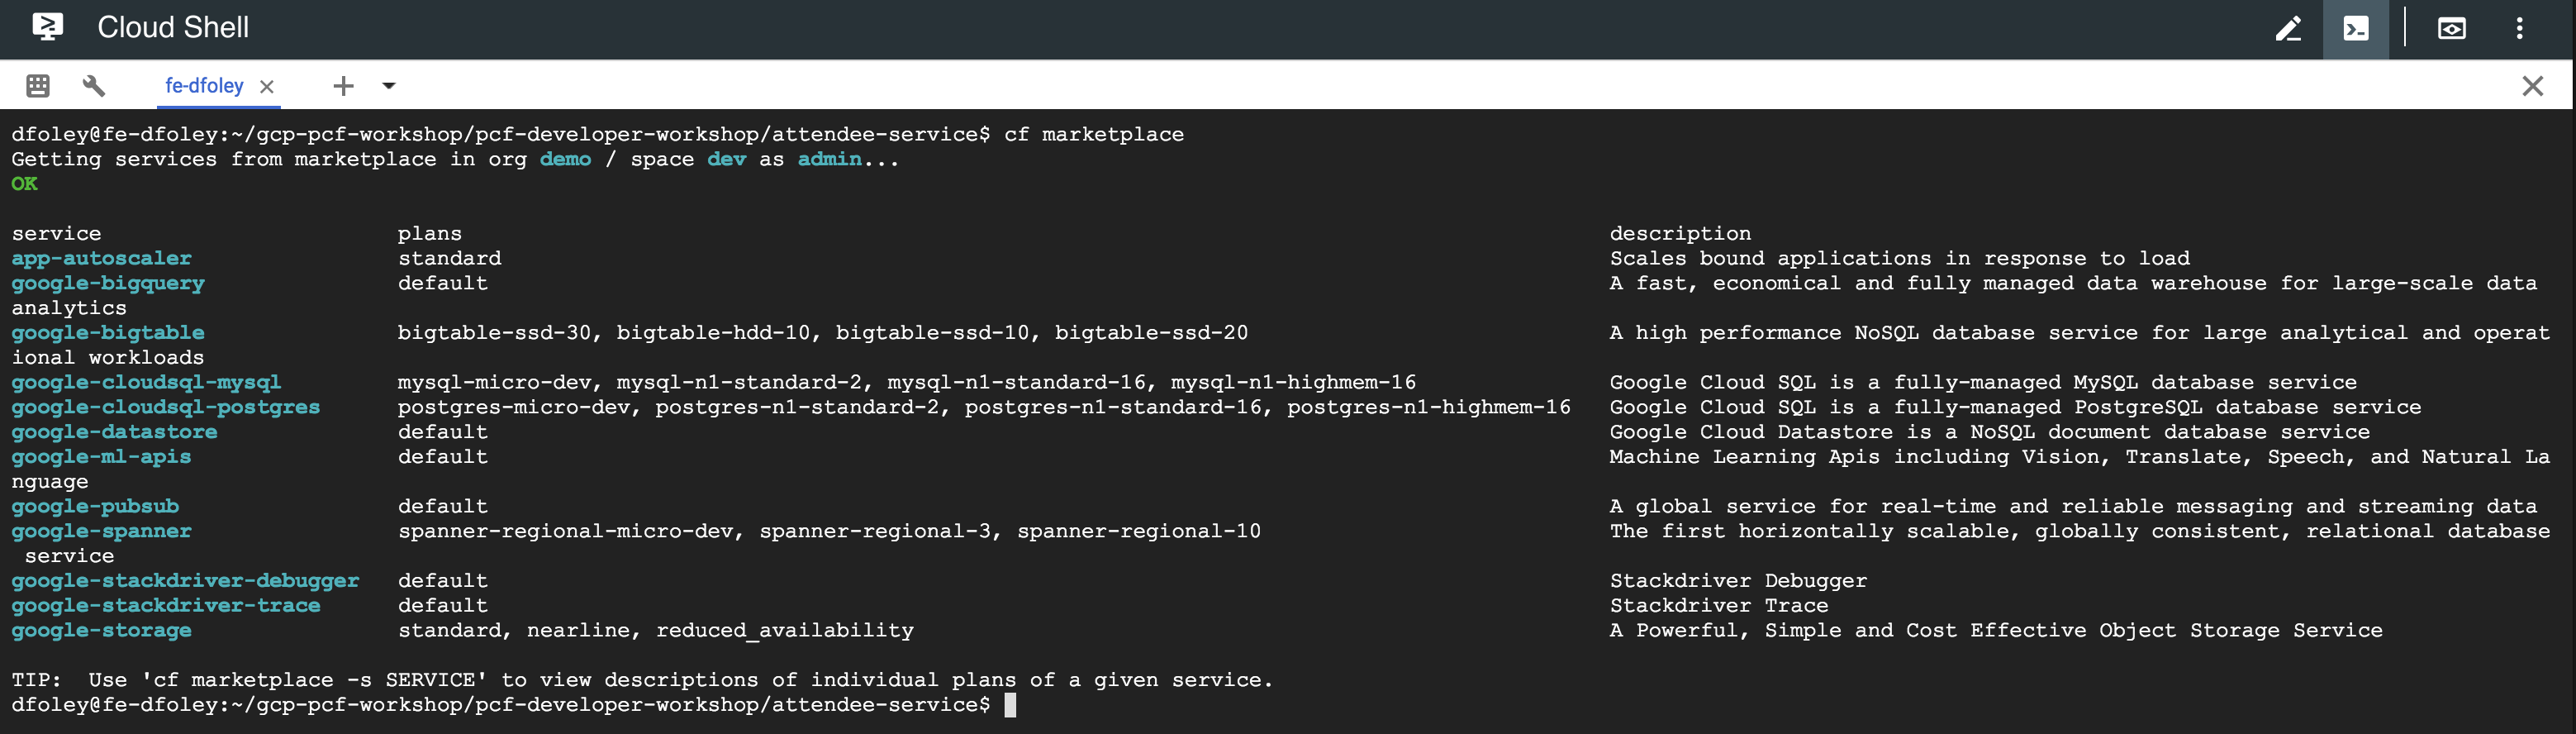 Cloud Shell
fe-dfoley
dfoley@fe-dfoley:~/gcp-pcf-workshop/pcf-developer-workshop/attendee-service$ cf marketplace
Getting services from marketplace in org demo / space dev as admin...
OK
service plans description
app-autoscaler standard Scales bound applications in response to load
google-bigquery default A fast, economical and fully managed data warehouse for large-scale data
analytics
google-bigtable bigtable-ssd-30, bigtable-hdd-10, bigtable-ssd-10, bigtable-ssd-20 A high performance NoSQL database service for large analytical and operat
ional workloads
google-cloudsql-mysql mysql-micro-dev, mysql-n1-standard-2, mysql-n1-standard-16, mysql-n1-highmem-16 Google Cloud SQL is a fully-managed MySQL database service
google-cloudsql-postgres postgres-micro-dev, postgres-n1-standard-2, postgres-n1-standard-16, postgres-n1-highmem-16 Google Cloud SQL is a fully-managed PostgreSQL database service
google-datastore default Google Cloud Datastore is a NoSQL document database service
google-ml-apis default Machine Learning Apis including Vision, Translate, Speech, and Natural La
nguage
google-pubsub default A global service for real-time and reliable messaging and streaming data
google-spanner spanner-regional-micro-dev, spanner-regional-3, spanner-regional-10 The first horizontally scalable, globally consistent, relational database
service
google-stackdriver-debugger default Stackdriver Debugger
google-stackdriver-trace default Stackdriver Trace
google-storage standard, nearline, reduced_availability A Powerful, Simple and Cost Effective Object Storage Service
TIP: Use 'cf marketplace -s SERVICE' to view descriptions of individual plans of a given service.
dfoley@fe-dfoley:~/gcp-pcf-workshop/pcf-developer-workshop/attendee-service$